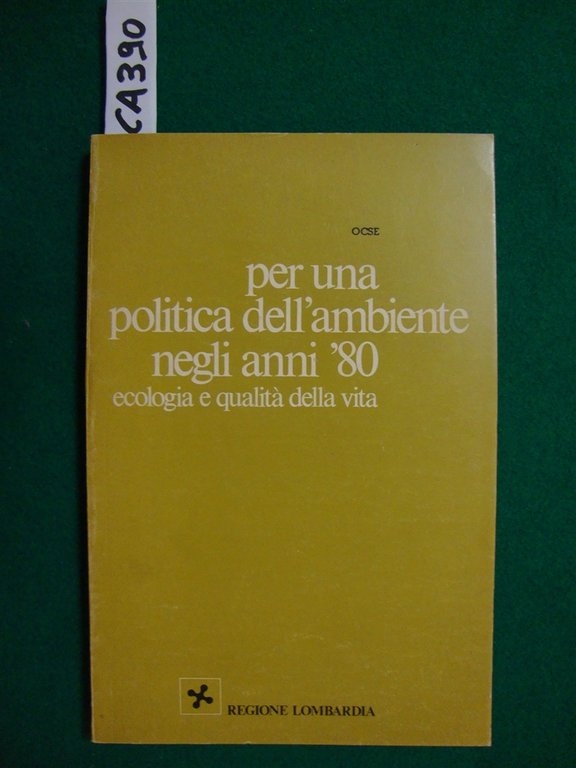 CA390
OCSE
per una
politica dell'ambiente
negli anni '80
ecologia e qualità della vita
REGIONE LOMBARDIA